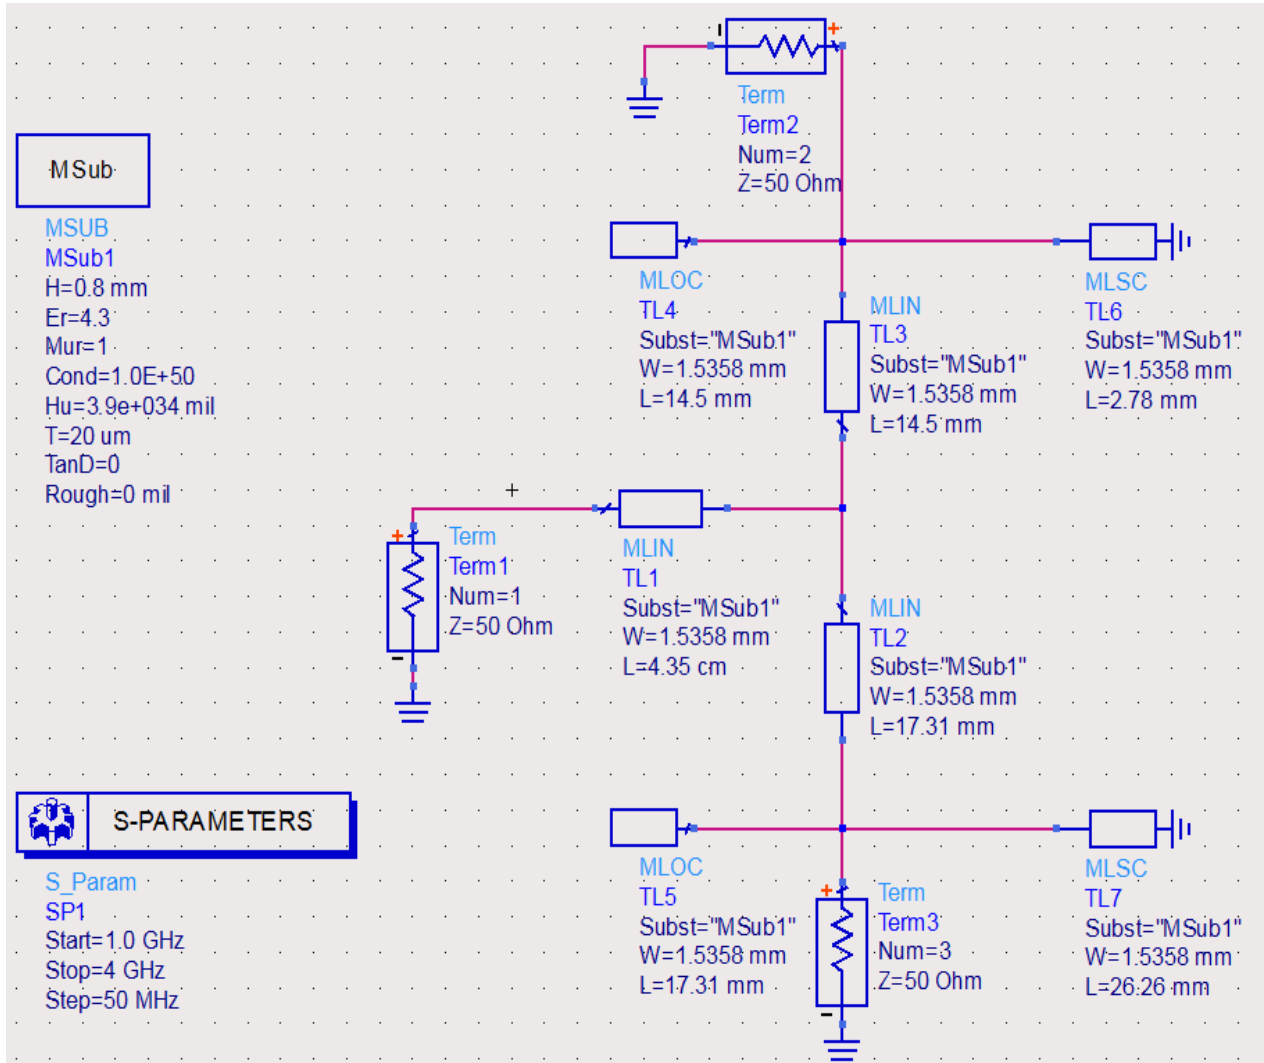 Term
Term2
Num=2
Z=50 Ohm
MSub
MSUB
MSub1
H=0.8 mm
Er=4.3
Mur=1
Cond=1.0E+50
Hu=3.9e+034 mil
T=20 um
TanD=0
Rough=0 mil
MLOC
TL4
Subst="MSub1"
W=1.5358 mm
L=14.5 mm
MLIN
TL3
Subst="MSub1"
W=1.5358 mm
L=14.5 mm
MLSC
TL6
Subst="MSub1"
W=1.5358 mm
L=2.78 mm
Term
Term1
Num=1
Z=50 Ohm
MLIN
TL1
Subst="MSub1"
W=1.5358 mm
L=4.35 cm
MLIN
TL2
Subst="MSub1"
W=1.5358 mm
L=17.31 mm
S-PARAMETERS
S_Param
SP1
Start=1.0 GHz
Stop=4 GHz
Step=50 MHz
MLOC
TL5
Subst="MSub1"
W=1.5358 mm
L=17.31 mm
Term
Term3
Num=3
Z=50 Ohm
MLSC
TL7
Subst="MSub1"
W=1.5358 mm
L=26.26 mm